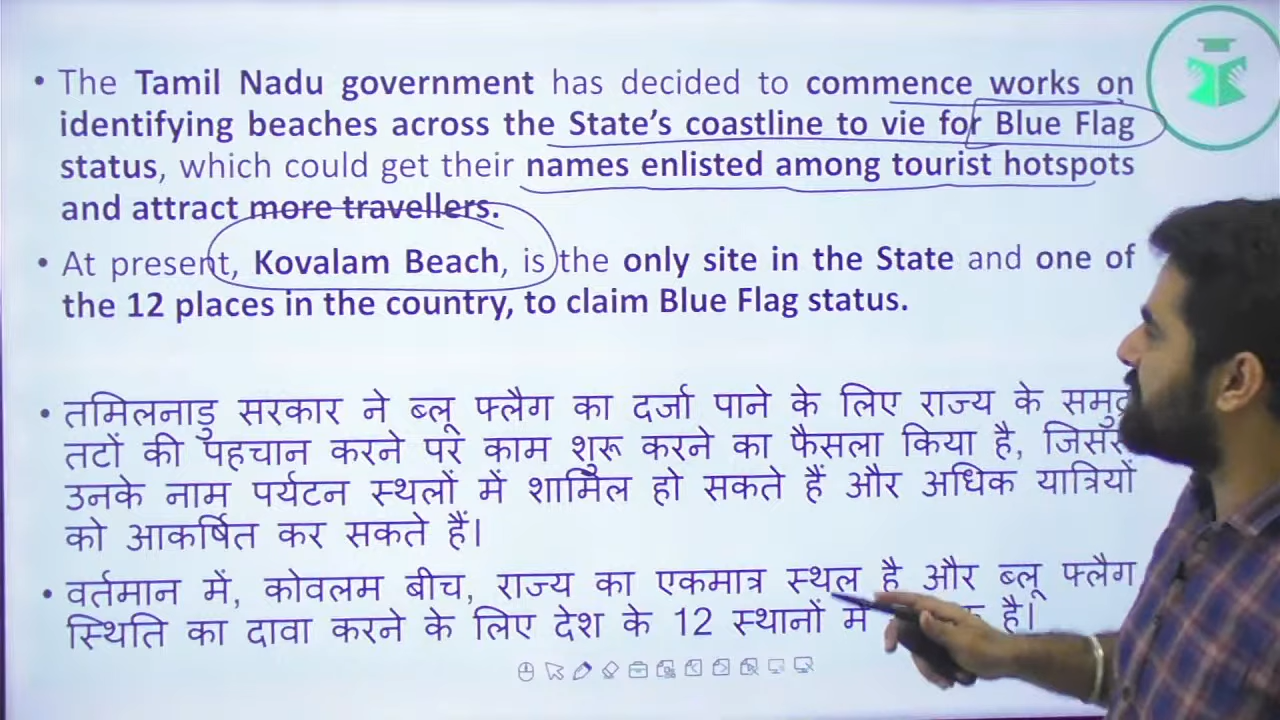 • The Tamil Nadu government has decided to commence works on
identifying beaches across the State’s coastline to vie for Blue Flag
status, which could get their names enlisted among tourist hotspots
and attract more travellers.
• At present, Kovalam Beach, is the only site in the State and one of
the 12 places in the country, to claim Blue Flag status.
• तमिलनाडु सरकार ने ब्लू फ्लैग का दर्जा पाने के लिए राज्य के समुद्र
तटों की पहचान करने पर काम शुरू करने का फैसला किया है,
उनके नाम पर्यटन स्थलों में शामिल हो सकते हैं और अधिक यात्रियों
को आकर्षित कर सकते हैं।
• वर्तमान में, कोवलम बीच, राज्य का एकमात्र स्थल है और ब्लू फ्लैग
स्थिति का दावा करने के लिए देश के 12 स्थानों में है।